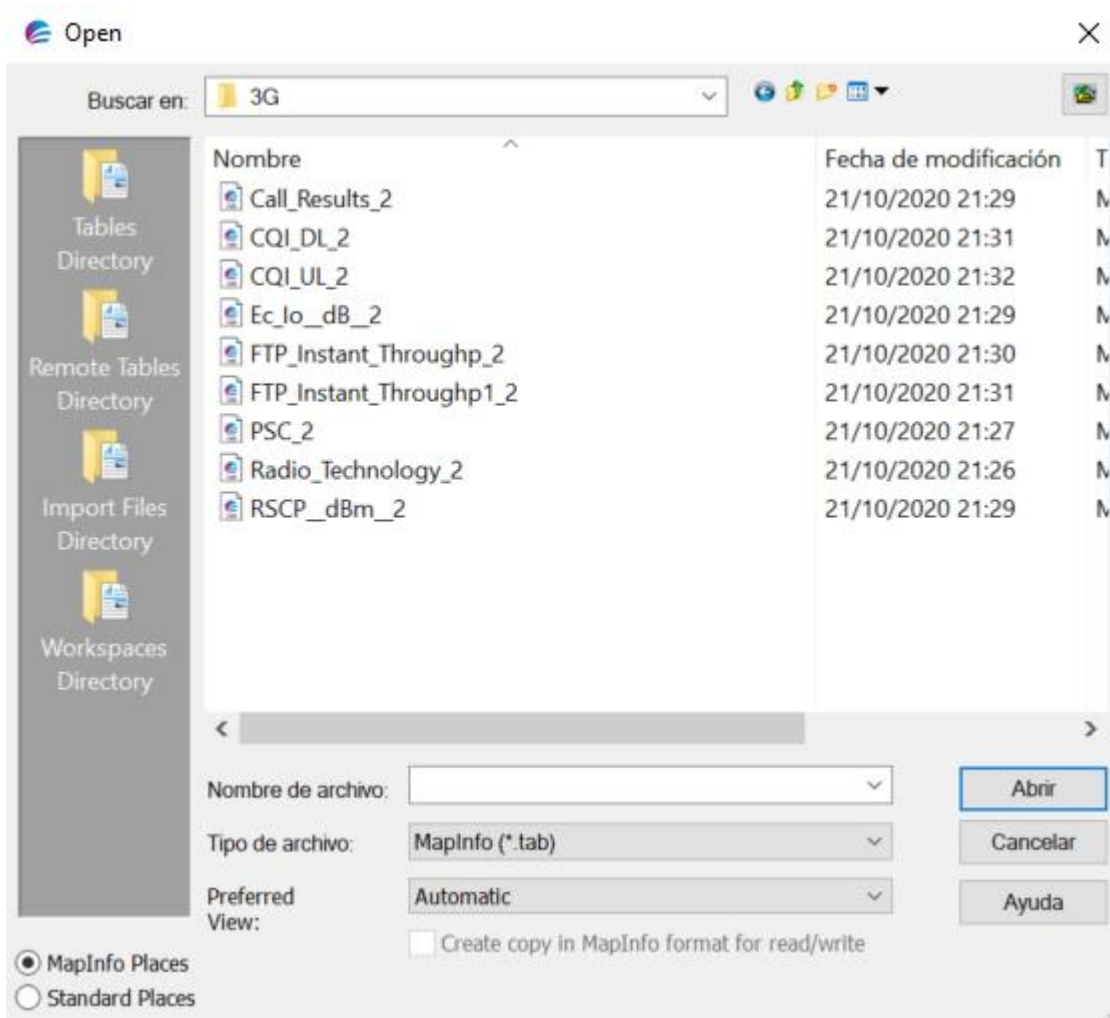 Open
Buscar en: 3G
Nombre Fecha de modificación T
Call_Results_2 21/10/2020 21:29 M
CQI_DL_2 21/10/2020 21:31 M
CQI_UL_2 21/10/2020 21:32 M
Ec_Io__dB__2 21/10/2020 21:29 M
FTP_Instant_Throughp_2 21/10/2020 21:30 M
FTP_Instant_Throughp1_2 21/10/2020 21:31 M
PSC_2 21/10/2020 21:27 M
Radio_Technology_2 21/10/2020 21:26 M
RSCP__dBm__2 21/10/2020 21:29 M
Tables
Directory
Remote Tables
Directory
Import Files
Directory
Workspaces
Directory
Nombre de archivo: Abrir
Tipo de archivo: MapInfo (*.tab) Cancelar
Preferred
View: Automatic Ayuda
Create copy in MapInfo format for read/write
MapInfo Places
Standard Places